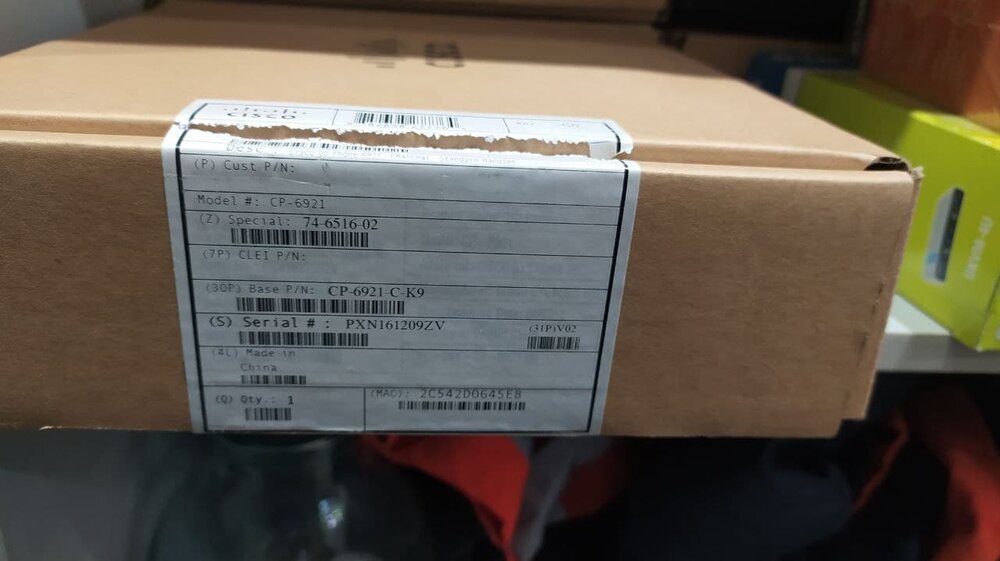 CISCO
cisco
(P) Cust P/N:
Model #: CP-6921
(Z) Special: 74-6516-02
(7P) CLEI P/N:
(30P) Base P/N: CP-6921-C-K9
(S) Serial # : PXN161209ZV
(31P)V02
(4L) Made in
China
(Q) Qty.: 1
(MAC): 2C542D0645E8